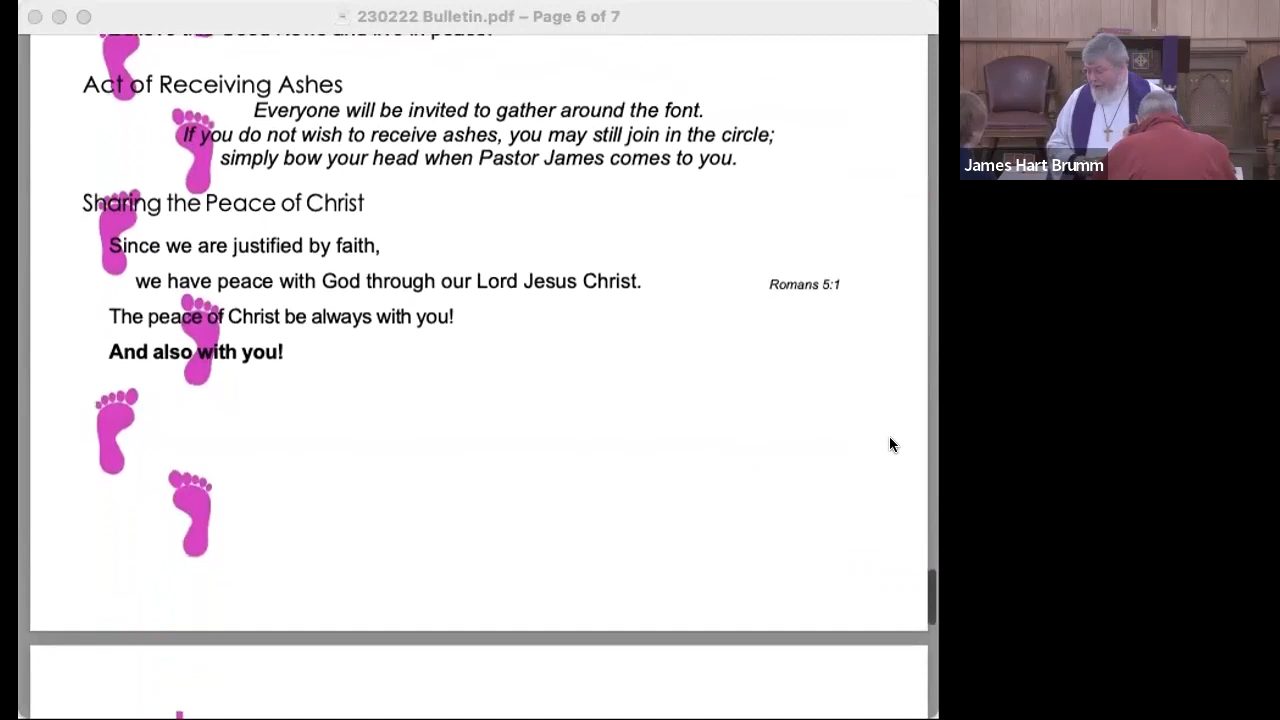 230222 Bulletin.pdf – Page 6 of 7
Act of Receiving Ashes
Everyone will be invited to gather around the font.
If you do not wish to receive ashes, you may still join in the circle;
simply bow your head when Pastor James comes to you.
Sharing the Peace of Christ
Since we are justified by faith,
we have peace with God through our Lord Jesus Christ. Romans 5:1
The peace of Christ be always with you!
And also with you!
James Hart Brumm